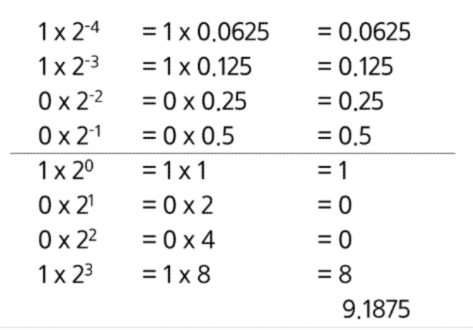 1 x 2⁻⁴ = 1 x 0.0625 = 0.0625
1 x 2⁻³ = 1 x 0.125 = 0.125
0 x 2⁻² = 0 x 0.25 = 0.25
0 x 2⁻¹ = 0 x 0.5 = 0.5
1 x 2⁰ = 1 x 1 = 1
0 x 2¹ = 0 x 2 = 0
0 x 2² = 0 x 4 = 0
1 x 2³ = 1 x 8 = 8
9.1875